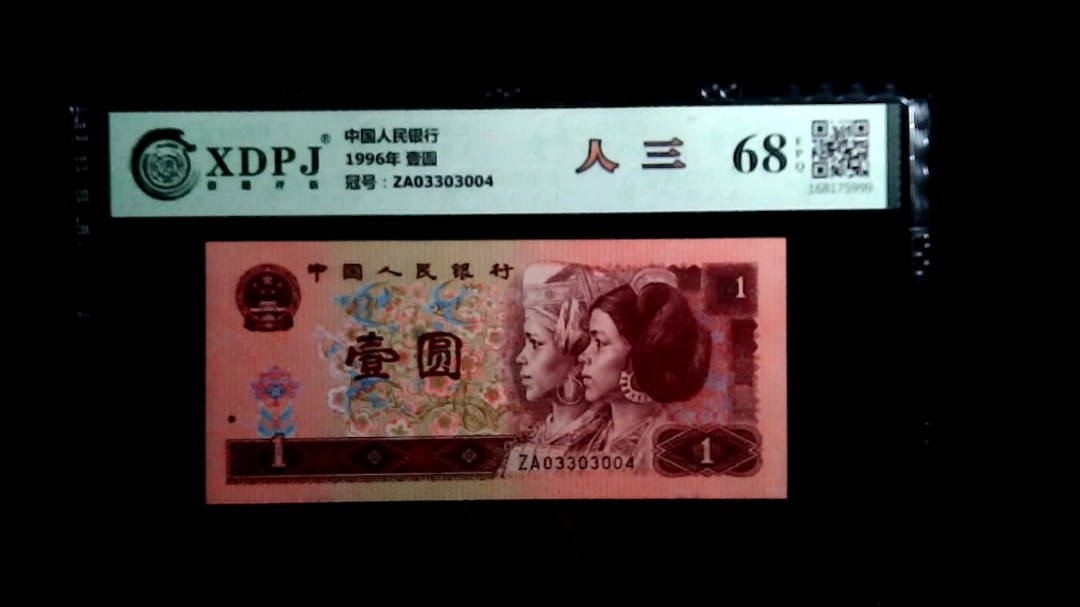 XDPJ®
中国人民银行
1996年 壹圆
冠号：ZA03303004
人 三
68
EPQ
168175999
中国人民银行
1
壹圆
1
ZA03303004
1